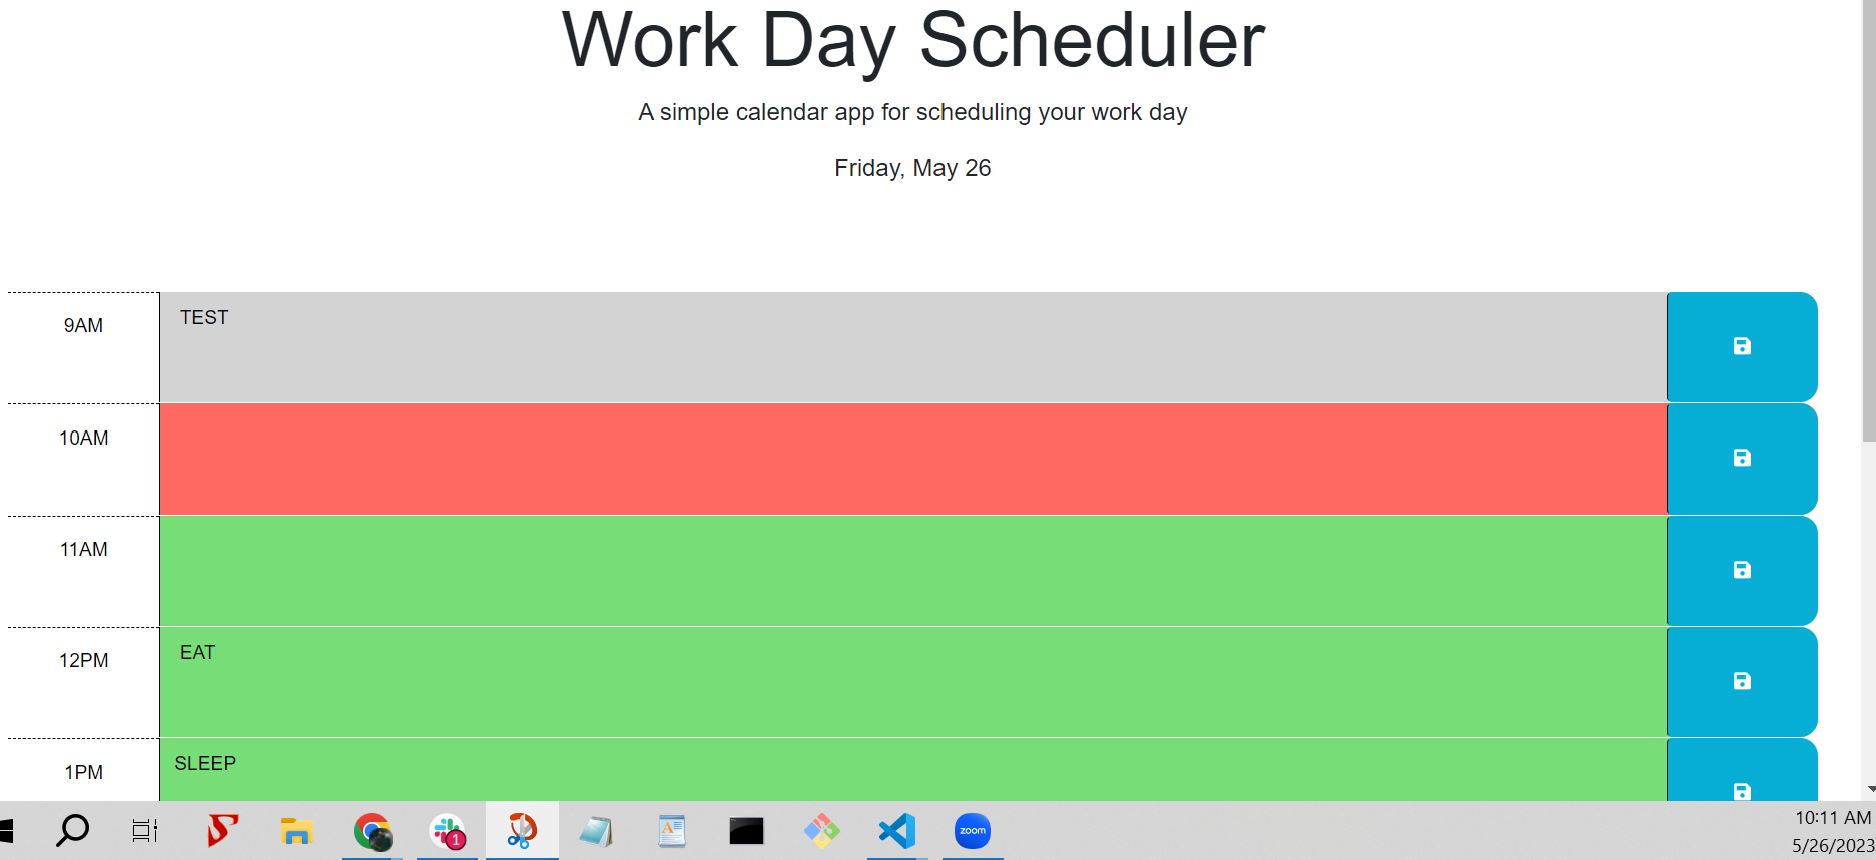 Work Day Scheduler
A simple calendar app for scheduling your work day
Friday, May 26
9AM
TEST
10AM
11AM
12PM
EAT
1PM
SLEEP
1
zoom
10:11 AM
5/26/2023